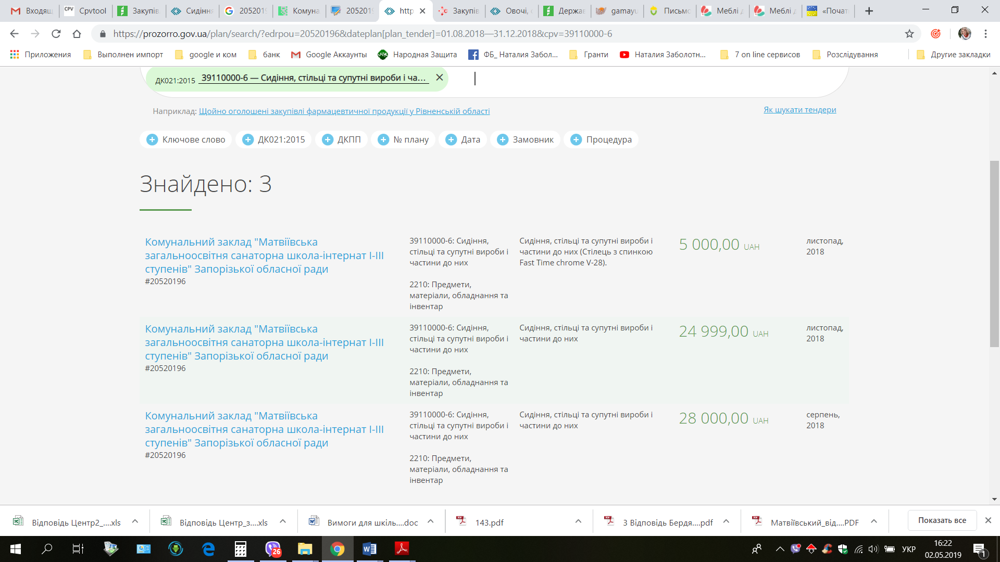 Входящ
Cpvtool
Закупів
Сидіння
2052019
Комуна
2052019
http
Закупів
Овочі,
Держав
gamayu
Письмо
Меблі д
Меблі д
«Почат
https://prozorro.gov.ua/plan/search/?edrpou=20520196&dateplan[plan_tender]=01.08.2018—31.12.2018&cpv=39110000-6
Приложения
Выполнен импорт
google и ком
банк
Google Аккаунты
Народная Защита
ФБ_ Наталия Забол...
Гранти
Наталия Заболотн...
7 on line сервисов
Розслідування
Другие закладки
ДК021:2015 39110000-6 — Сидіння, стільці та супутні вироби і ча...
Наприклад: Щойно оголошені закупівлі фармацевтичної продукції у Рівненській області
Як шукати тендери
Ключове слово
ДК021:2015
ДКПП
№ плану
Дата
Замовник
Процедура
Знайдено: 3
Комунальний заклад "Матвіївська
загальноосвітня санаторна школа-інтернат І-ІІІ
ступенів" Запорізької обласної ради
#20520196
39110000-6: Сидіння,
стільці та супутні вироби і
частини до них
2210: Предмети,
матеріали, обладнання та
інвентар
Сидіння, стільці та супутні вироби і
частини до них (Стілець з спинкою
Fast Time chrome V-28).
5 000,00 UAH
листопад,
2018
Комунальний заклад "Матвіївська
загальноосвітня санаторна школа-інтернат І-ІІІ
ступенів" Запорізької обласної ради
#20520196
39110000-6: Сидіння,
стільці та супутні вироби і
частини до них
2210: Предмети,
матеріали, обладнання та
інвентар
Сидіння, стільці та супутні вироби і
частини до них
24 999,00 UAH
листопад,
2018
Комунальний заклад "Матвіївська
загальноосвітня санаторна школа-інтернат І-ІІІ
ступенів" Запорізької обласної ради
#20520196
39110000-6: Сидіння,
стільці та супутні вироби і
частини до них
2210: Предмети,
матеріали, обладнання та
інвентар
Сидіння, стільці та супутні вироби і
частини до них
28 000,00 UAH
серпень,
2018
Відповідь Центр2_....xls
Відповідь Центр_з....xls
Вимоги для шкіль....doc
143.pdf
3 Відповідь Бердя....pdf
Матвіївський_від....PDF
Показать все
26
УКР
16:22
02.05.2019
1